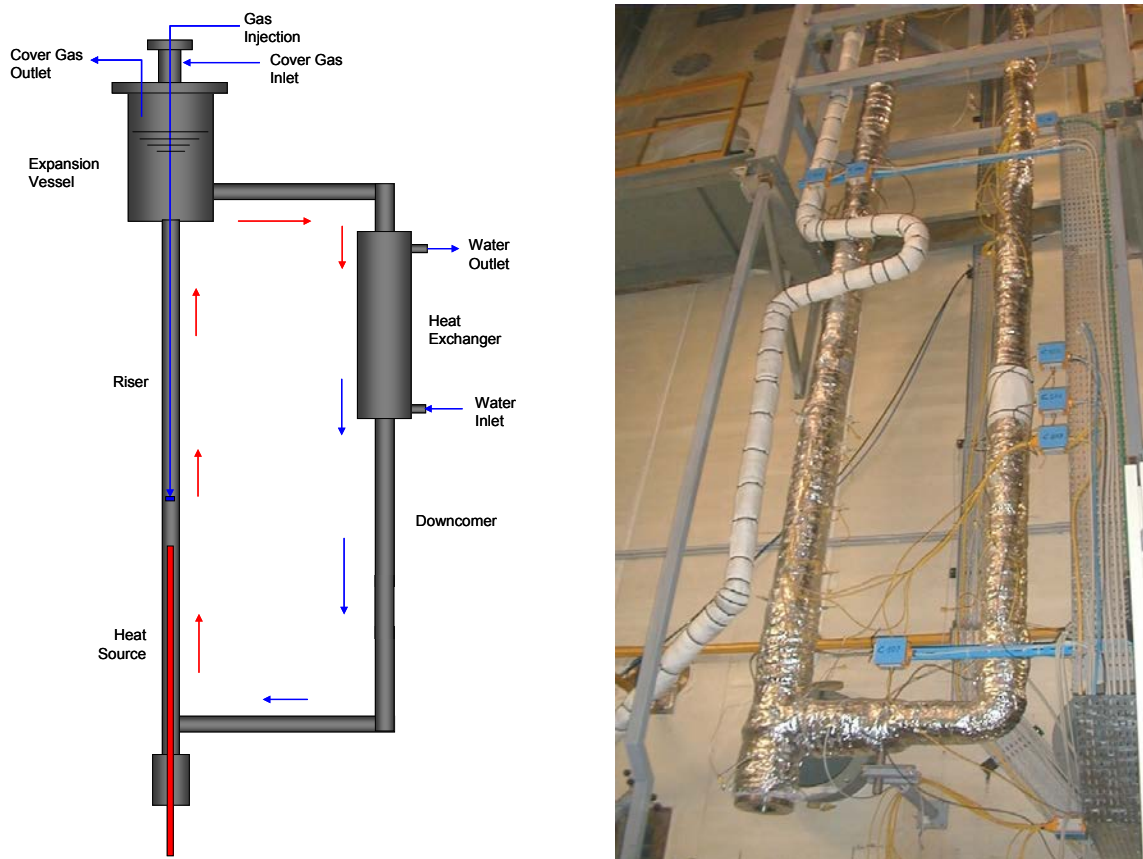 Gas
Injection
Cover Gas
Outlet
Cover Gas
Inlet
Expansion
Vessel
Water
Outlet
Heat
Exchanger
Riser
Water
Inlet
Downcomer
Heat
Source